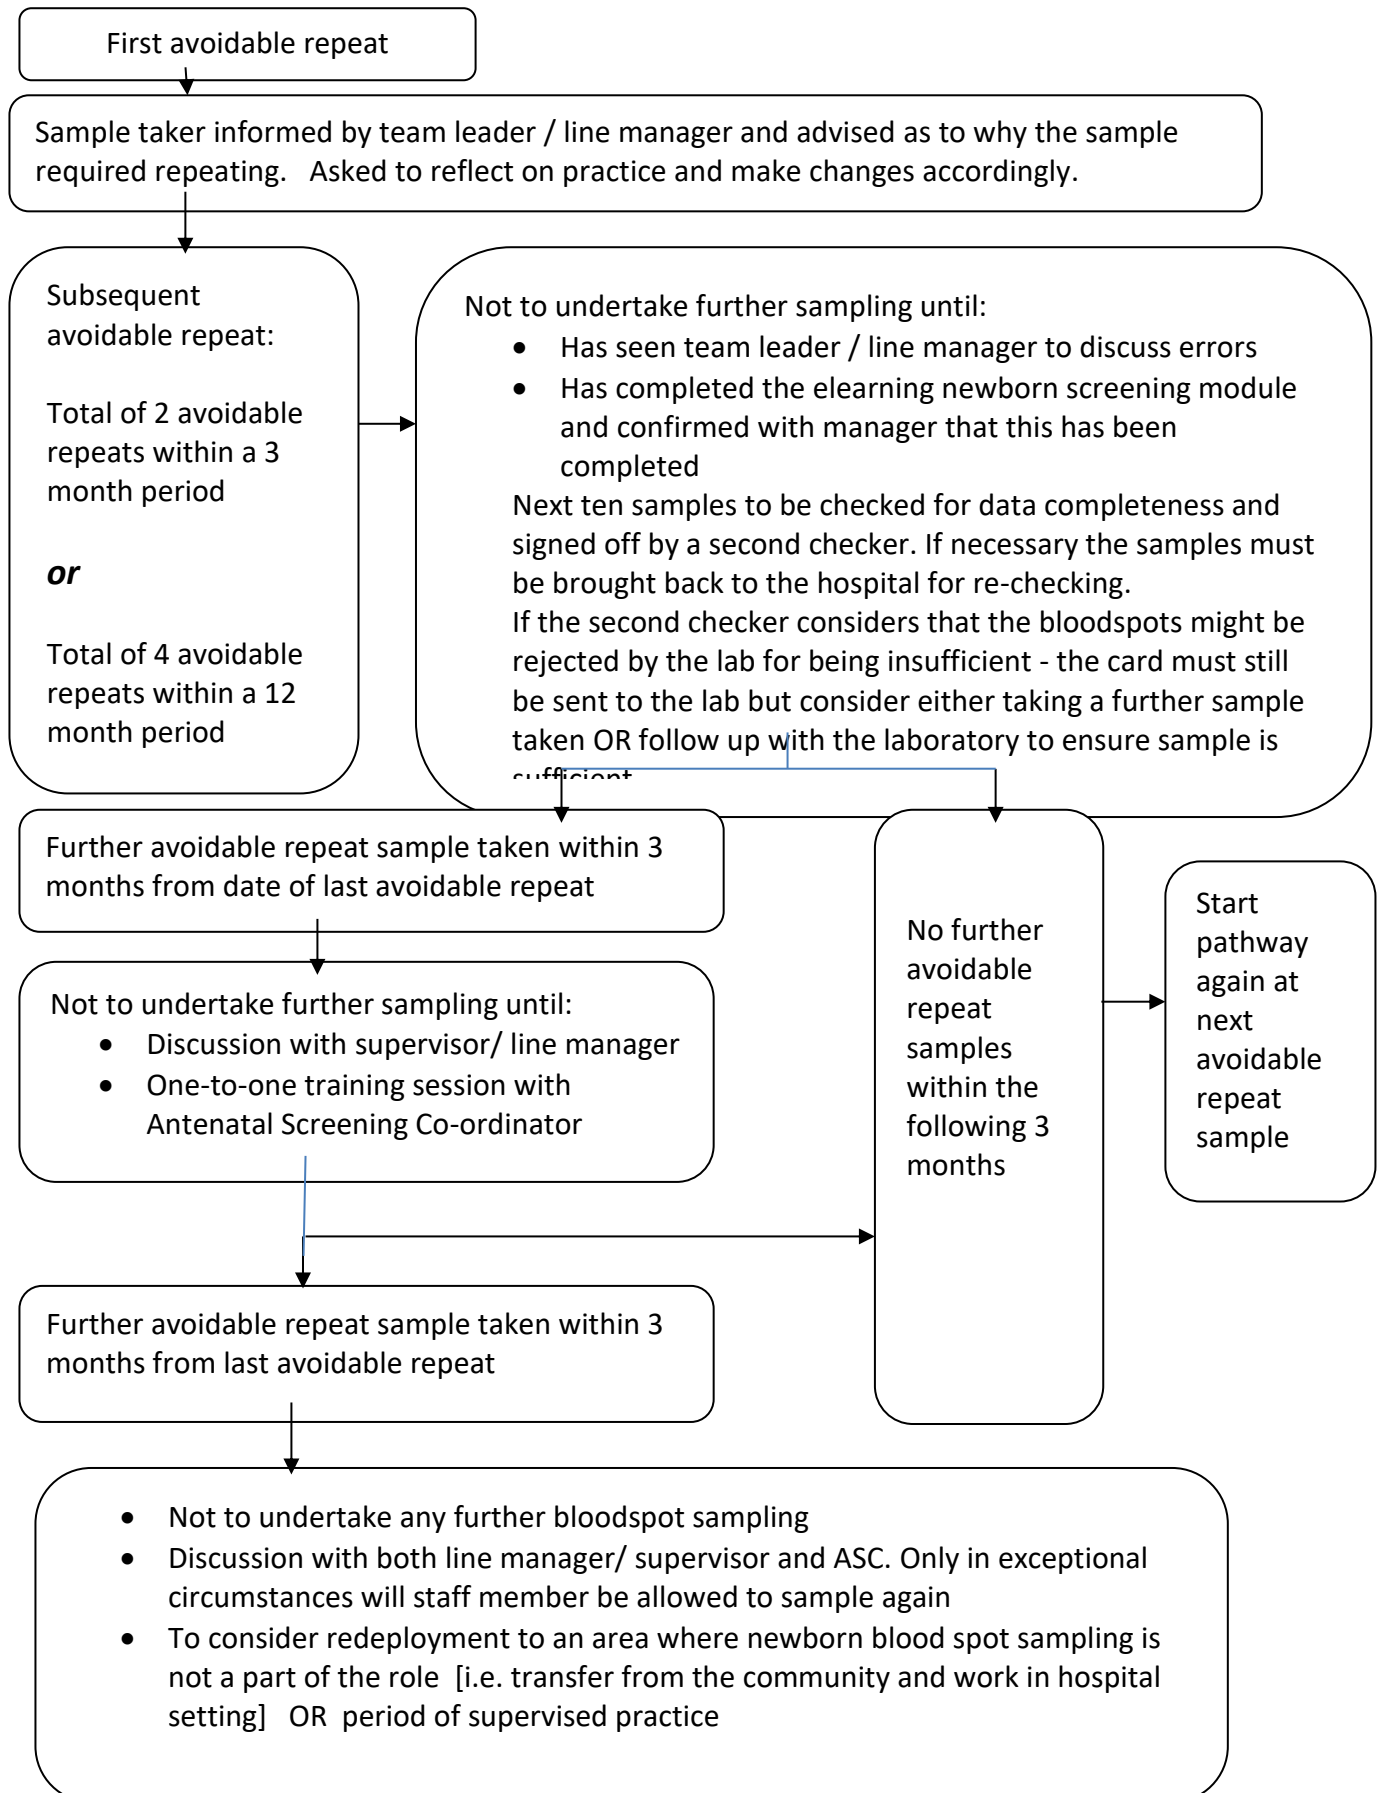 First avoidable repeat
Sample taker informed by team leader / line manager and advised as to why the sample
required repeating.   Asked to reflect on practice and make changes accordingly.
Subsequent
avoidable repeat:
Total of 2 avoidable
repeats within a 3
month period
or
Total of 4 avoidable
repeats within a 12
month period
Not to undertake further sampling until:
• Has seen team leader / line manager to discuss errors
• Has completed the elearning newborn screening module
and confirmed with manager that this has been
completed
Next ten samples to be checked for data completeness and
signed off by a second checker. If necessary the samples must
be brought back to the hospital for re-checking.
If the second checker considers that the bloodspots might be
rejected by the lab for being insufficient - the card must still
be sent to the lab but consider either taking a further sample
taken OR follow up with the laboratory to ensure sample is
sufficient
Further avoidable repeat sample taken within 3
months from date of last avoidable repeat
Not to undertake further sampling until:
• Discussion with supervisor/ line manager
• One-to-one training session with
Antenatal Screening Co-ordinator
No further
avoidable
repeat
samples
within the
following 3
months
Start
pathway
again at
next
avoidable
repeat
sample
Further avoidable repeat sample taken within 3
months from last avoidable repeat
• Not to undertake any further bloodspot sampling
• Discussion with both line manager/ supervisor and ASC. Only in exceptional
circumstances will staff member be allowed to sample again
• To consider redeployment to an area where newborn blood spot sampling is
not a part of the role  [i.e. transfer from the community and work in hospital
setting]   OR  period of supervised practice